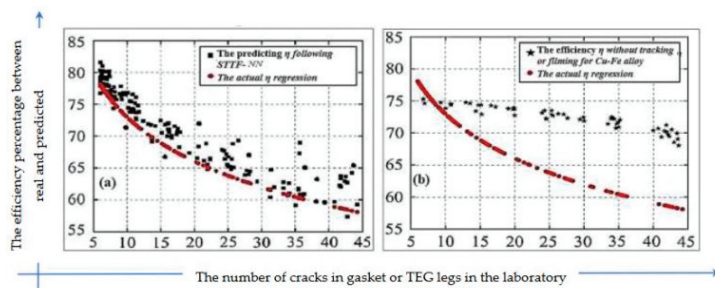 The efficiency percentage between
real and predicted
85
80
75
70
65
60
55
The predicting η following
STTF- NN
The actual η regression
(a)
5 10 15 20 25 30 35 40 45
85
80
75
70
65
60
55
The efficiency η without tracking
or fliming for Cu-Fe alloy
The actual η regression
(b)
5 10 15 20 25 30 35 40 45
The number of cracks in gasket or TEG legs in the laboratory